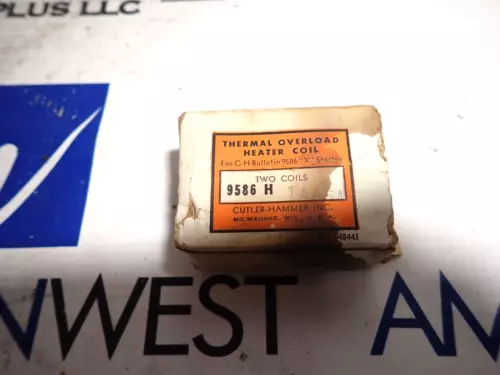 PLUS LLC
THERMAL OVERLOAD
HEATER COIL
For C-H Bulletin 9586 "X" Starter
TWO COILS
9586 H
CUTLER-HAMMER, INC.
MILWAUKEE, WIS., U.S.A.
48441
NWEST
AN